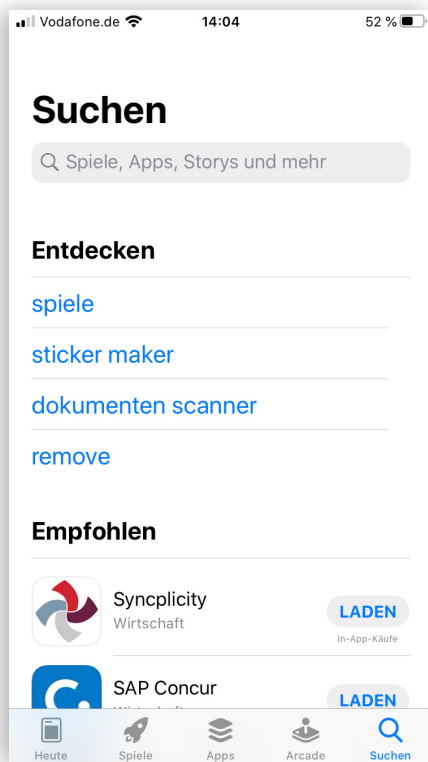 Vodafone.de 14:04 52 %
Suchen
Spiele, Apps, Storys und mehr
Entdecken
spiele
sticker maker
dokumenten scanner
remove
Empfohlen
Syncplicity
Wirtschaft
LADEN
In-App-Käufe
SAP Concur
LADEN
Heute Spiele Apps Arcade Suchen